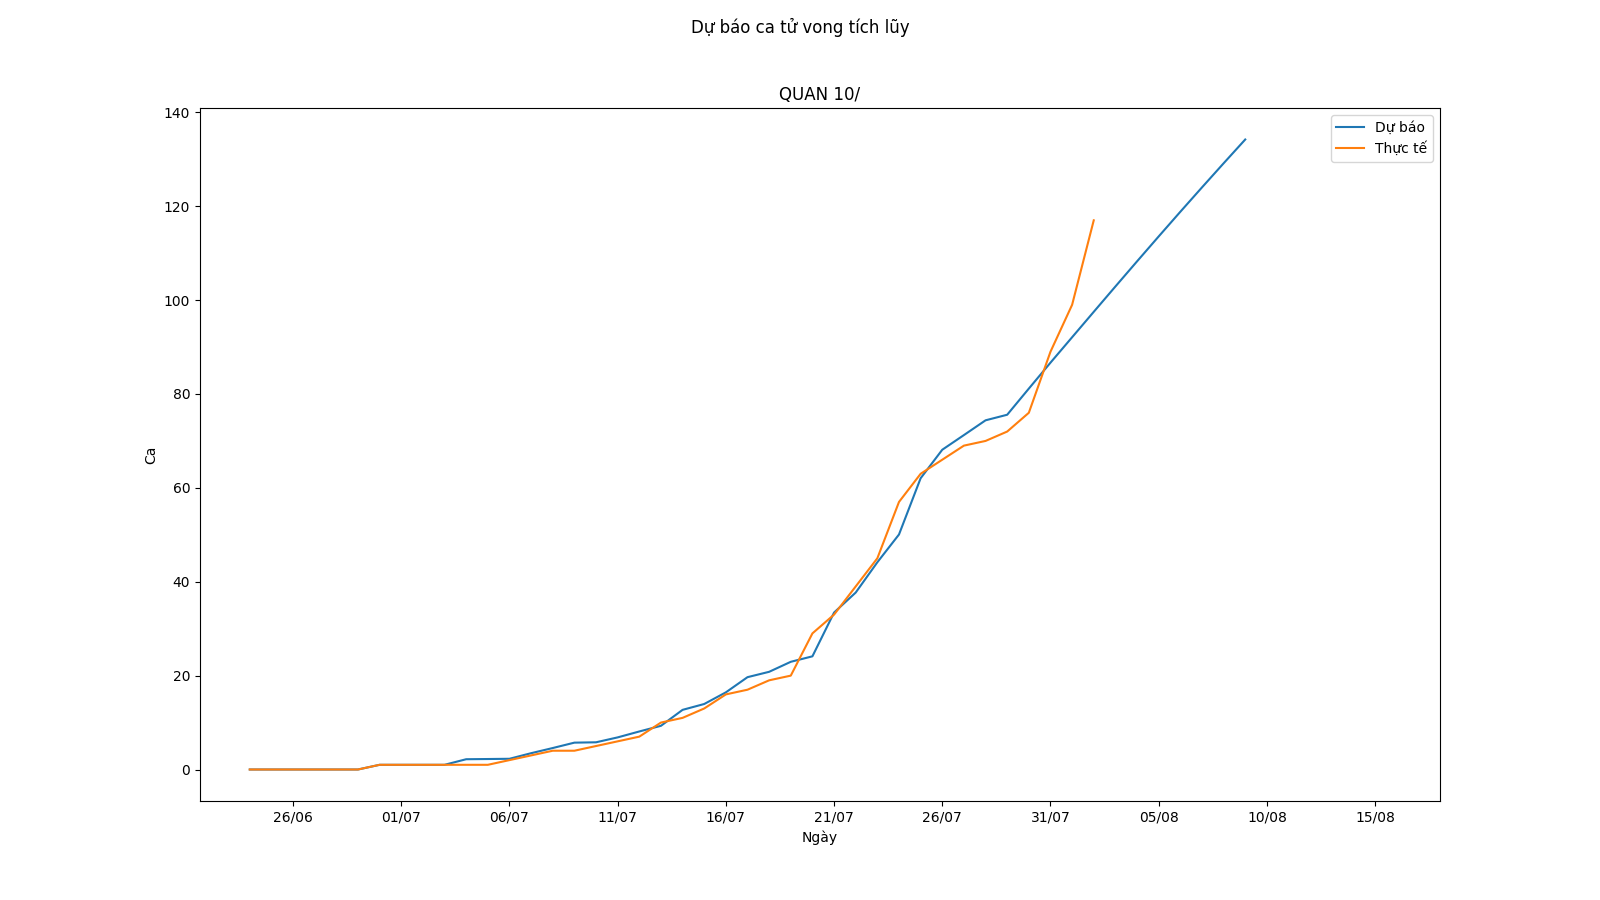 Dự báo ca tử vong tích lũy
QUAN 10/
140
120
100
80
60
40
20
0
Ca
Dự báo
Thực tế
26/06 01/07 06/07 11/07 16/07 21/07 26/07 31/07 05/08 10/08 15/08
Ngày